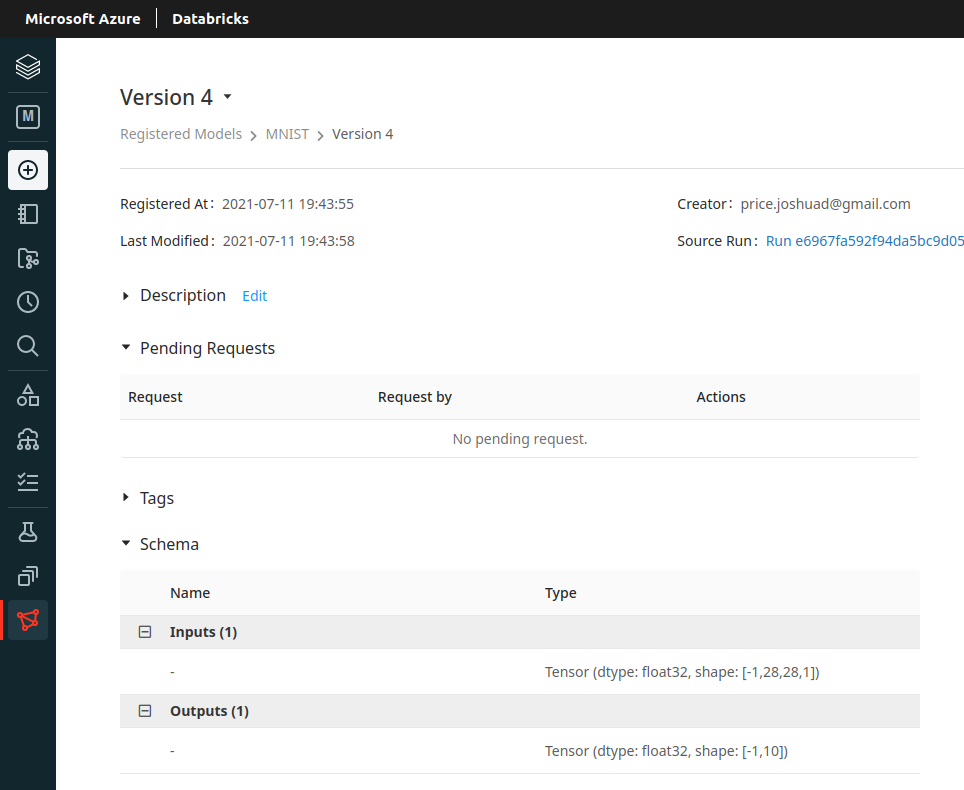 Microsoft Azure | Databricks
M
Version 4
Registered Models > MNIST > Version 4
Registered At: 2021-07-11 19:43:55
Creator: price.joshuad@gmail.com
Last Modified: 2021-07-11 19:43:58
Source Run: Run e6967fa592f94da5bc9d05
Description Edit
Pending Requests
Request Request by Actions
No pending request.
Tags
Schema
Name Type
Inputs (1)
- Tensor (dtype: float32, shape: [-1,28,28,1])
Outputs (1)
- Tensor (dtype: float32, shape: [-1,10])